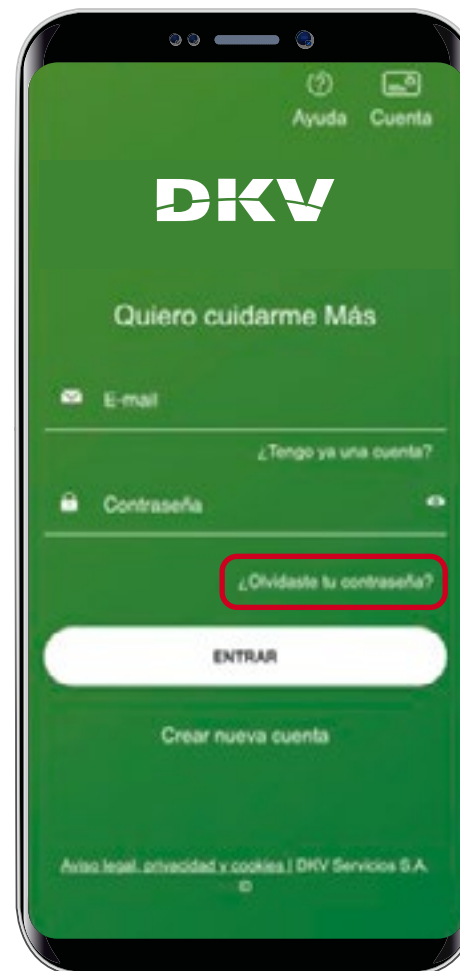 Ayuda Cuenta
DKV
Quiero cuidarme Más
E-mail
¿Tengo ya una cuenta?
Contraseña
¿Olvidaste tu contraseña?
ENTRAR
Crear nueva cuenta
Aviso legal, privacidad y cookies | DKV Servicios S.A.